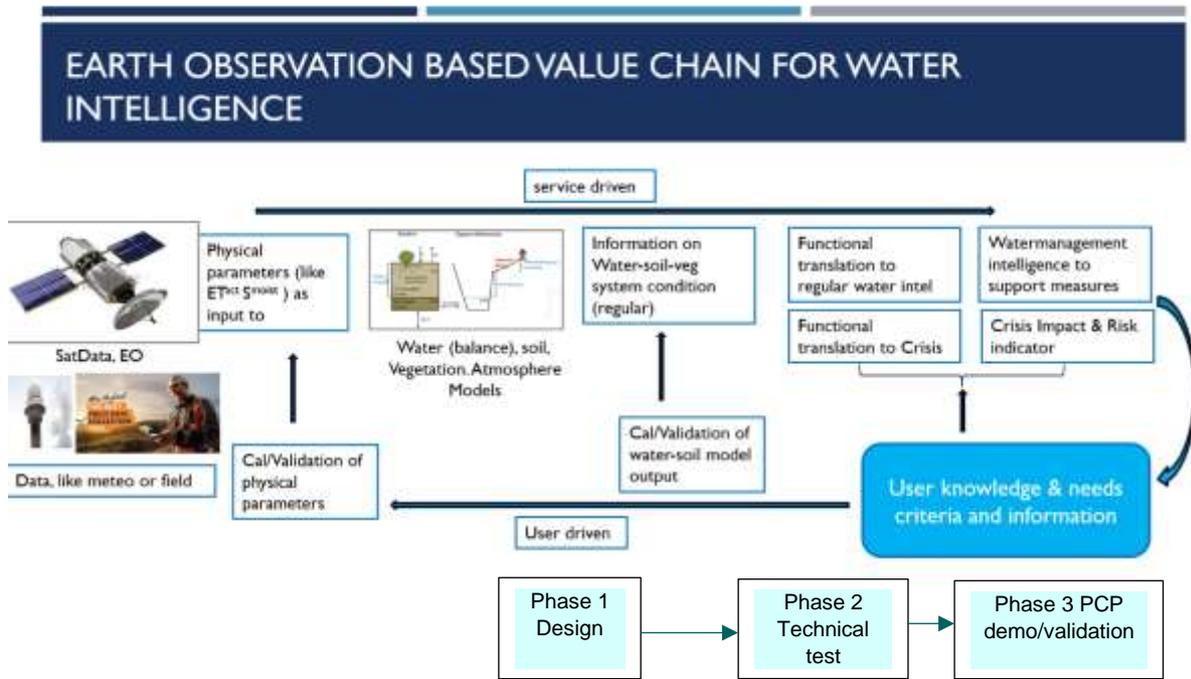 EARTH OBSERVATION BASED VALUE CHAIN FOR WATER
INTELLIGENCE
service driven
Physical
parameters (like
ETact Smoist ) as
input to
SatData, EO
Water (balance), soil,
Vegetation. Atmosphere
Models
Information on
Water-soil-veg
system condition
(regular)
Functional
translation to
regular water intel
Watermanagement
intelligence to
support measures
Functional
translation to Crisis
Crisis Impact & Risk
indicator
Data, like meteo or field
Cal/Validation of
physical
parameters
Cal/Validation of
water-soil model
output
User knowledge & needs
criteria and information
User driven
Phase 1
Design
Phase 2
Technical
test
Phase 3 PCP
demo/validation